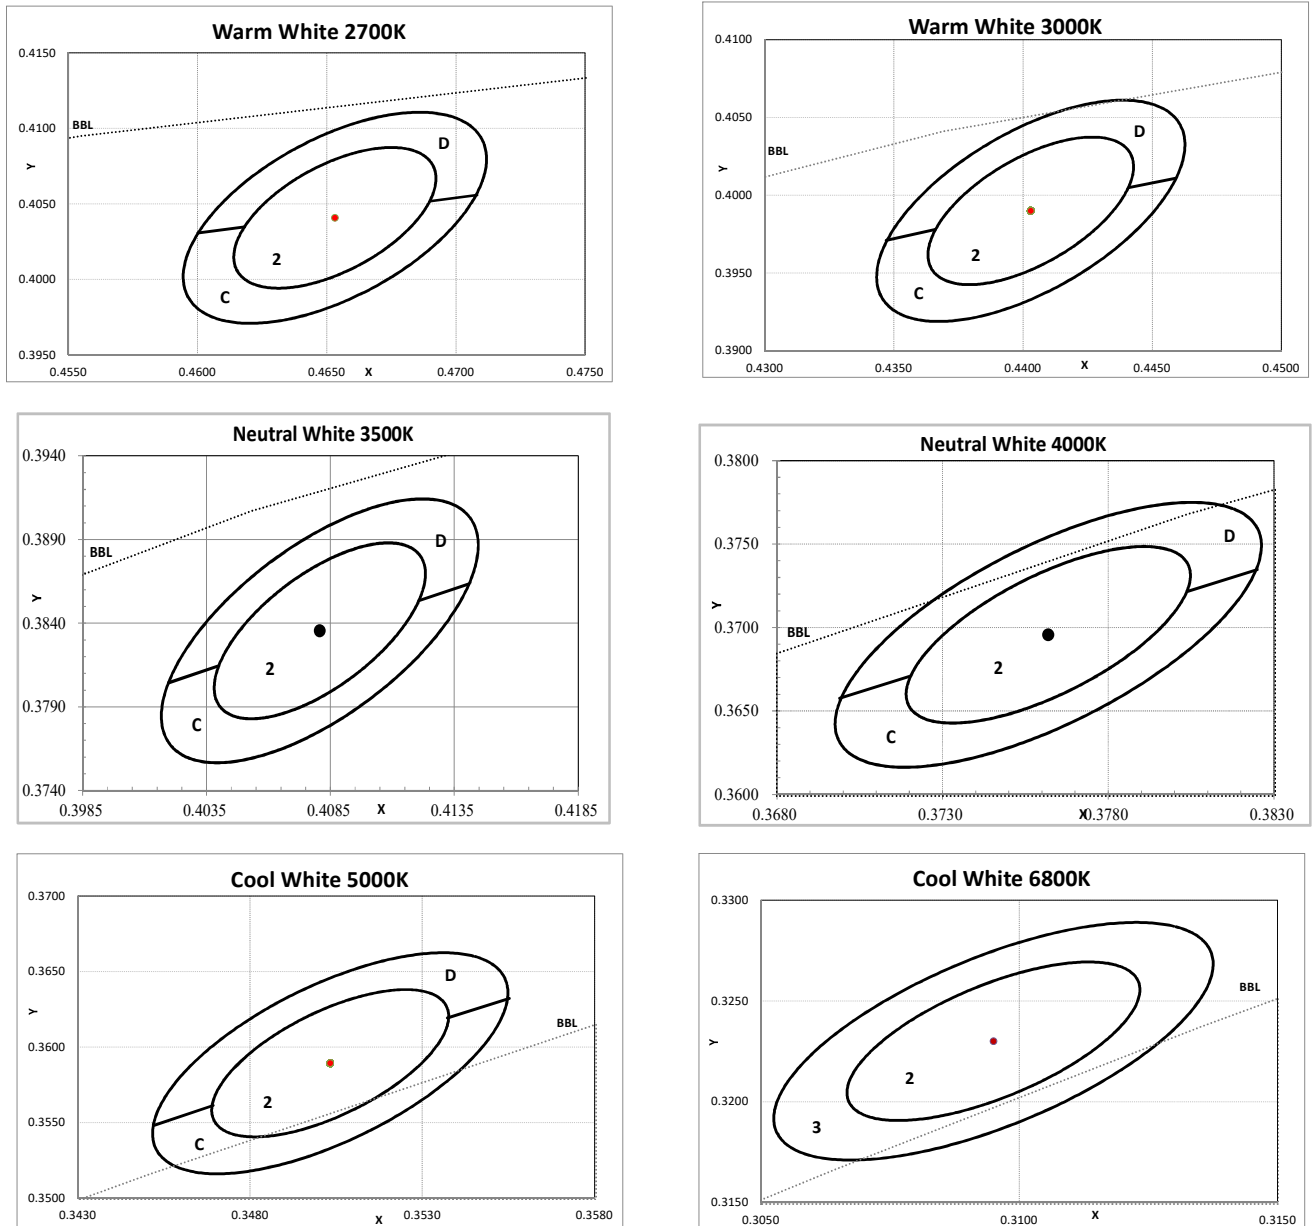 Warm White 2700K
0.4150
0.4100
0.4050
0.4000
0.3950
Y
BBL
D
2
C
0.4550 0.4600 0.4650 X 0.4700 0.4750
Warm White 3000K
0.4100
0.4050
0.4000
0.3950
0.3900
Y
BBL
D
2
C
0.4300 0.4350 0.4400 X 0.4450 0.4500
Neutral White 3500K
0.3940
0.3890
0.3840
0.3790
0.3740
Y
BBL
D
2
C
0.3985 0.4035 0.4085 X 0.4135 0.4185
Neutral White 4000K
0.3800
0.3750
0.3700
0.3650
0.3600
Y
BBL
D
2
C
0.3680 0.3730 X 0.3780 0.3830
Cool White 5000K
0.3700
0.3650
0.3600
0.3550
0.3500
Y
D
BBL
2
C
0.3430 0.3480 X 0.3530 0.3580
Cool White 6800K
0.3300
0.3250
0.3200
0.3150
Y
BBL
2
3
0.3050 0.3100 X 0.3150